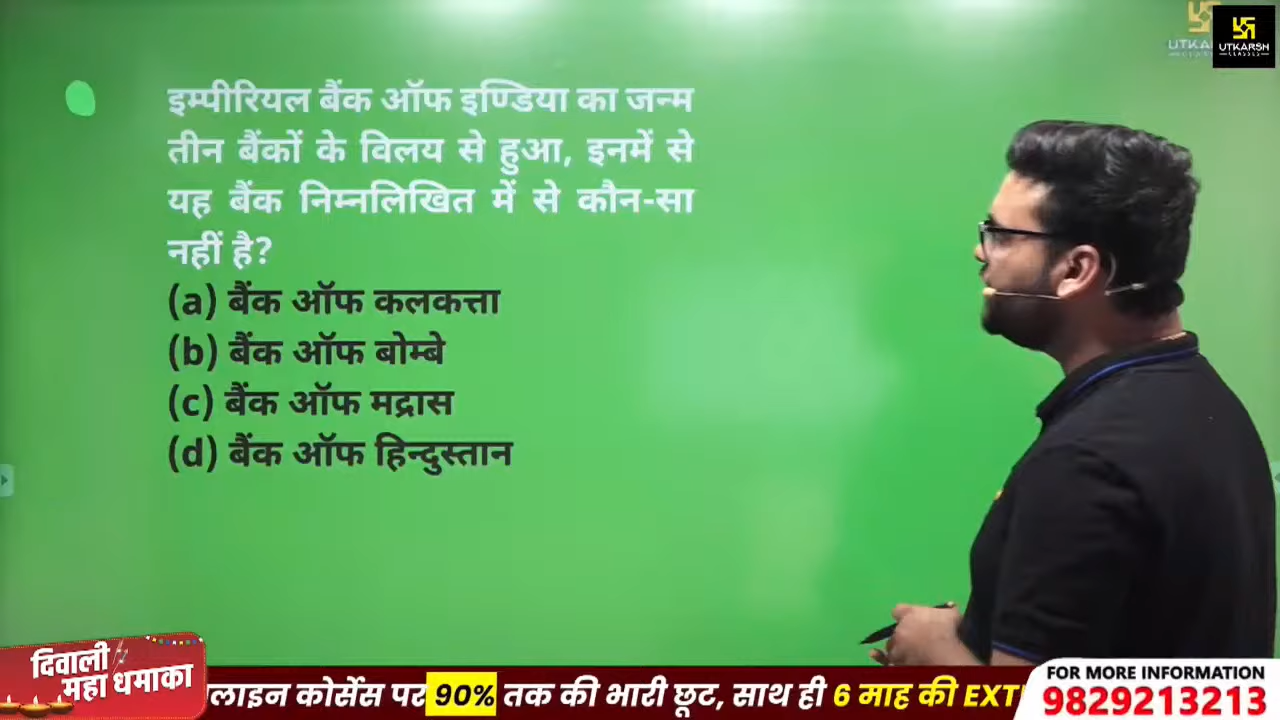 UTKARSH
CLASSES
इम्पीरियल बैंक ऑफ इण्डिया का जन्म
तीन बैंकों के विलय से हुआ, इनमें से
यह बैंक निम्नलिखित में से कौन-सा
नहीं है?
(a) बैंक ऑफ कलकत्ता
(b) बैंक ऑफ बोम्बे
(c) बैंक ऑफ मद्रास
(d) बैंक ऑफ हिन्दुस्तान
दिवाली
महा धमाका
लाइन कोर्सेस पर 90% तक की भारी छूट, साथ ही 6 माह की EXT
FOR MORE INFORMATION
9829213213